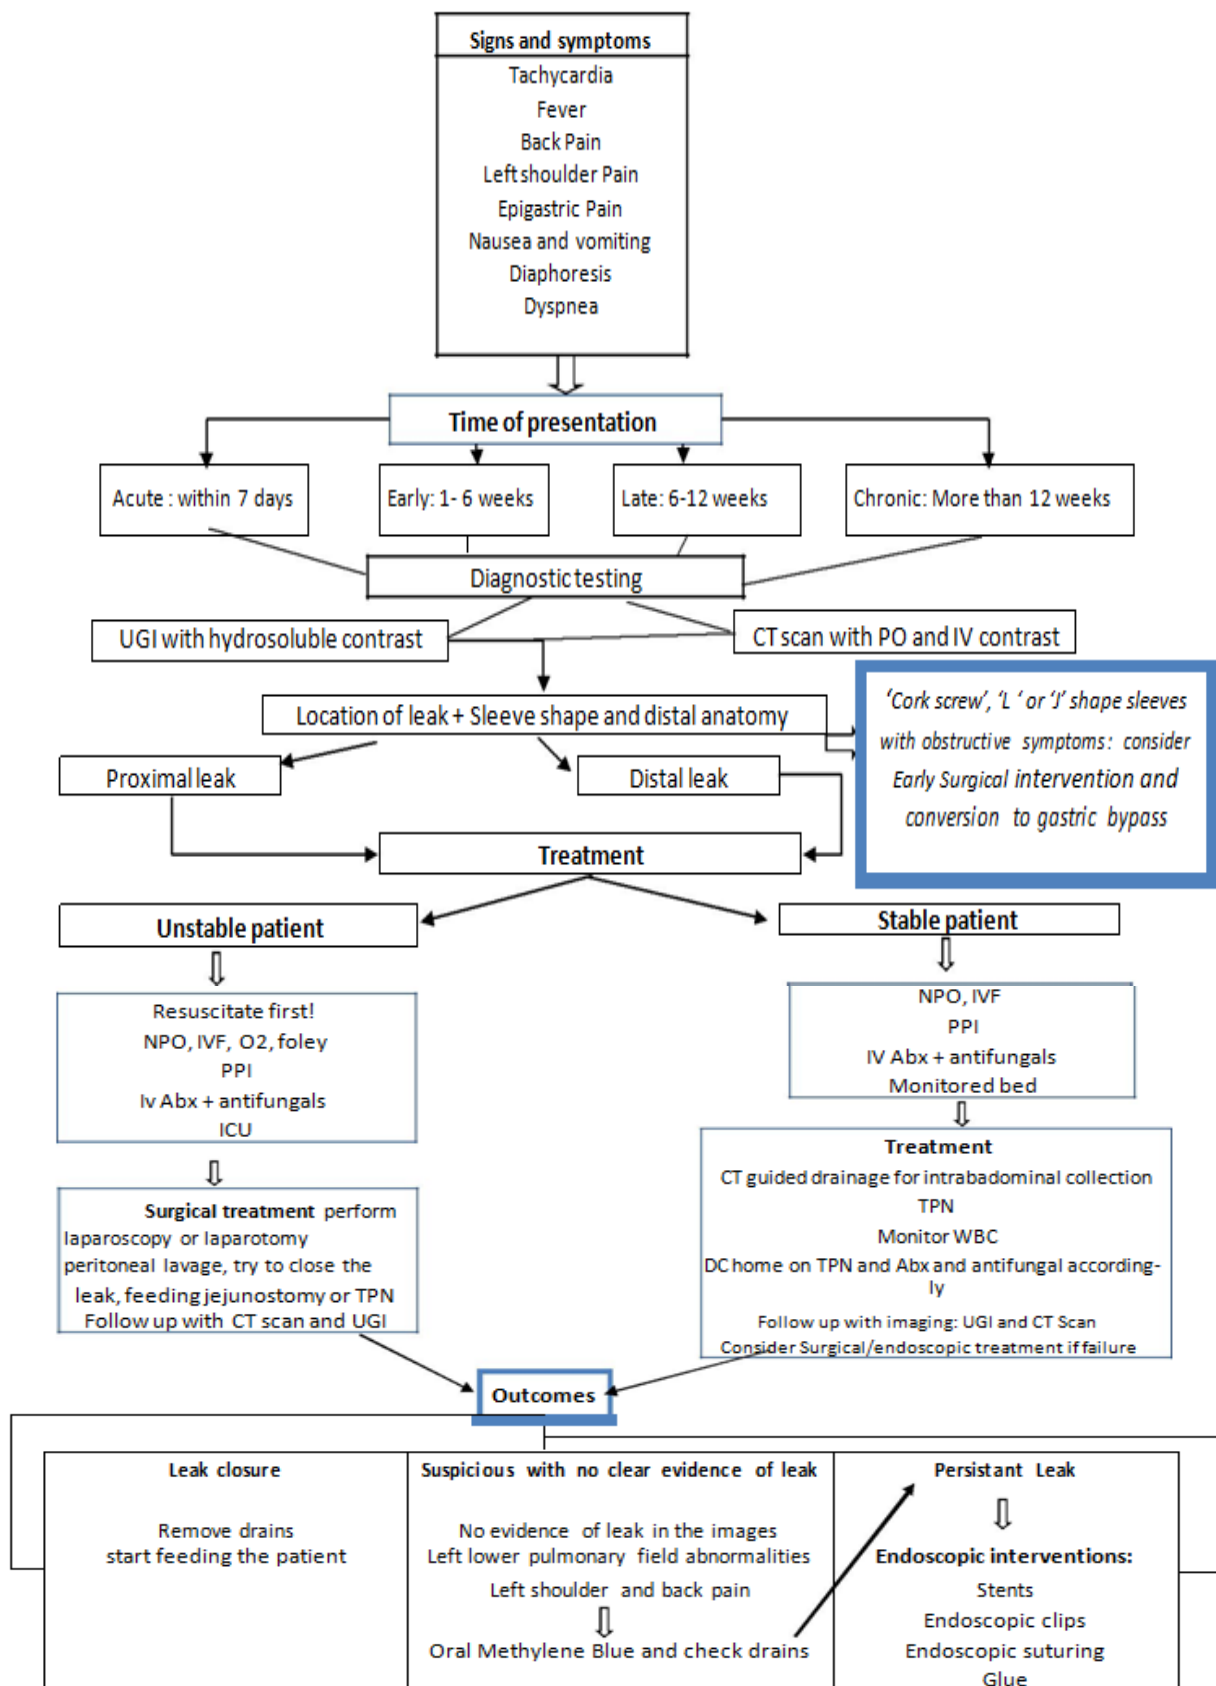 Signs and symptoms
Tachycardia
Fever
Back Pain
Left shoulder Pain
Epigastric Pain
Nausea and vomiting
Diaphoresis
Dyspnea
Time of presentation
Acute : within 7 days
Early: 1- 6 weeks
Late: 6-12 weeks
Chronic: More than 12 weeks
Diagnostic testing
UGI with hydrosoluble contrast
CT scan with PO and IV contrast
Location of leak + Sleeve shape and distal anatomy
'Cork screw', 'L ' or 'J' shape sleeves
with obstructive symptoms: consider
Early Surgical intervention and
conversion to gastric bypass
Proximal leak
Distal leak
Treatment
Unstable patient
Resuscitate first!
NPO, IVF, O2, foley
PPI
Iv Abx + antifungals
ICU
Surgical treatment perform
laparoscopy or laparotomy
peritoneal lavage, try to close the
leak, feeding jejunostomy or TPN
Follow up with CT scan and UGI
Stable patient
NPO, IVF
PPI
IV Abx + antifungals
Monitored bed
Treatment
CT guided drainage for intrabadominal collection
TPN
Monitor WBC
DC home on TPN and Abx and antifungal according-
ly
Follow up with imaging: UGI and CT Scan
Consider Surgical/endoscopic treatment if failure
Outcomes
Leak closure
Remove drains
start feeding the patient
Suspicious with no clear evidence of leak
No evidence of leak in the images
Left lower pulmonary field abnormalities
Left shoulder and back pain
Oral Methylene Blue and check drains
Persistant Leak
Endoscopic interventions:
Stents
Endoscopic clips
Endoscopic suturing
Glue